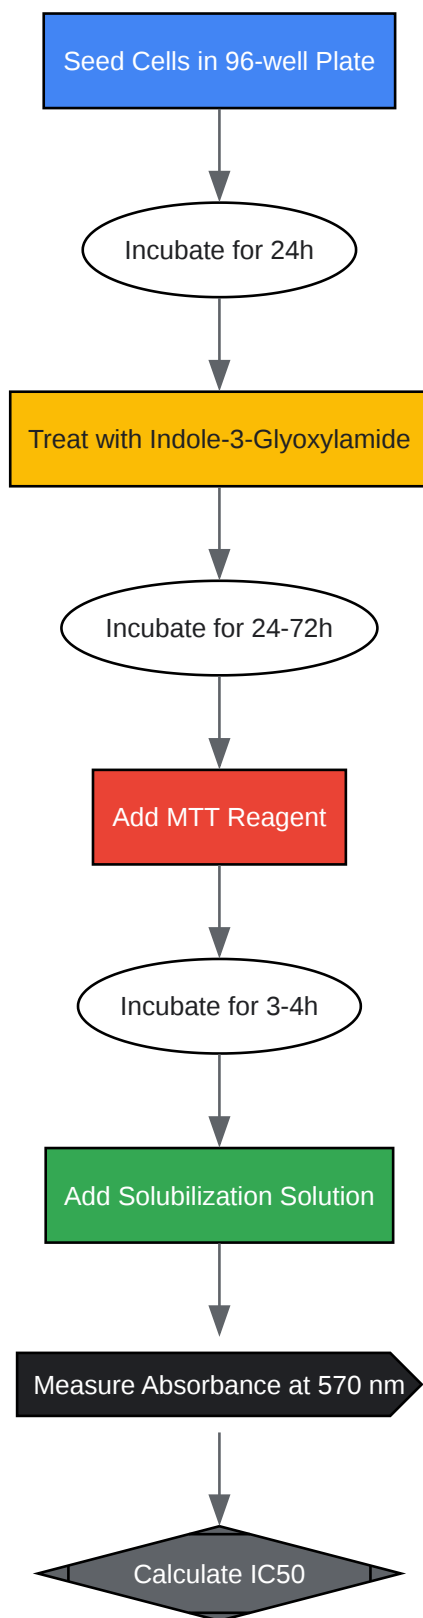 Seed Cells in 96-well Plate
Incubate for 24h
Treat with Indole-3-Glyoxylamide
Incubate for 24-72h
Add MTT Reagent
Incubate for 3-4h
Add Solubilization Solution
Measure Absorbance at 570 nm
Calculate IC50